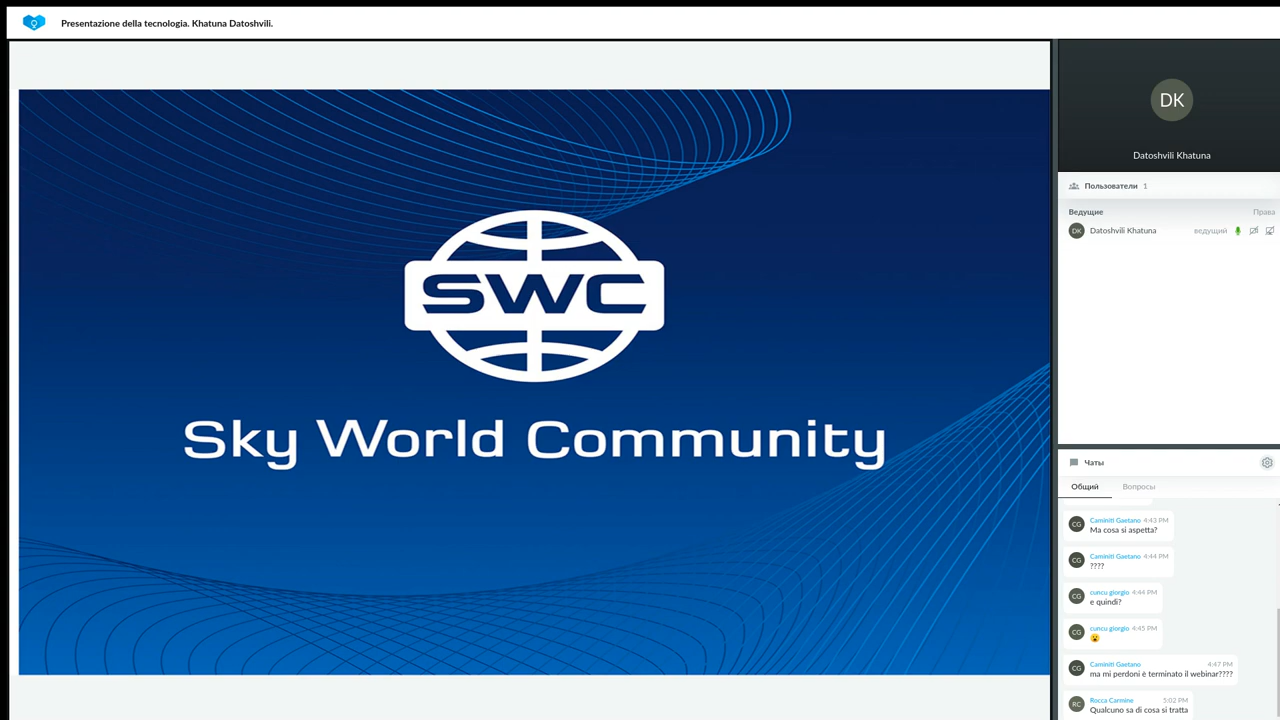 Presentazione della tecnologia. Khatuna Datoshvili.
SWC
Sky World Community
DK
Datoshvili Khatuna
Пользователи 1
Ведущие Права
DK Datoshvili Khatuna ведущий
Чаты
Общий Вопросы
CG Caminiti Gaetano 4:43 PM
Ma cosa si aspetta?
CG Caminiti Gaetano 4:44 PM
????
CG cuncu giorgio 4:44 PM
e quindi?
CG cuncu giorgio 4:45 PM
😮
CG Caminiti Gaetano 4:47 PM
ma mi perdoni è terminato il webinar????
RC Rocca Carmine 5:02 PM
Qualcuno sa di cosa si tratta